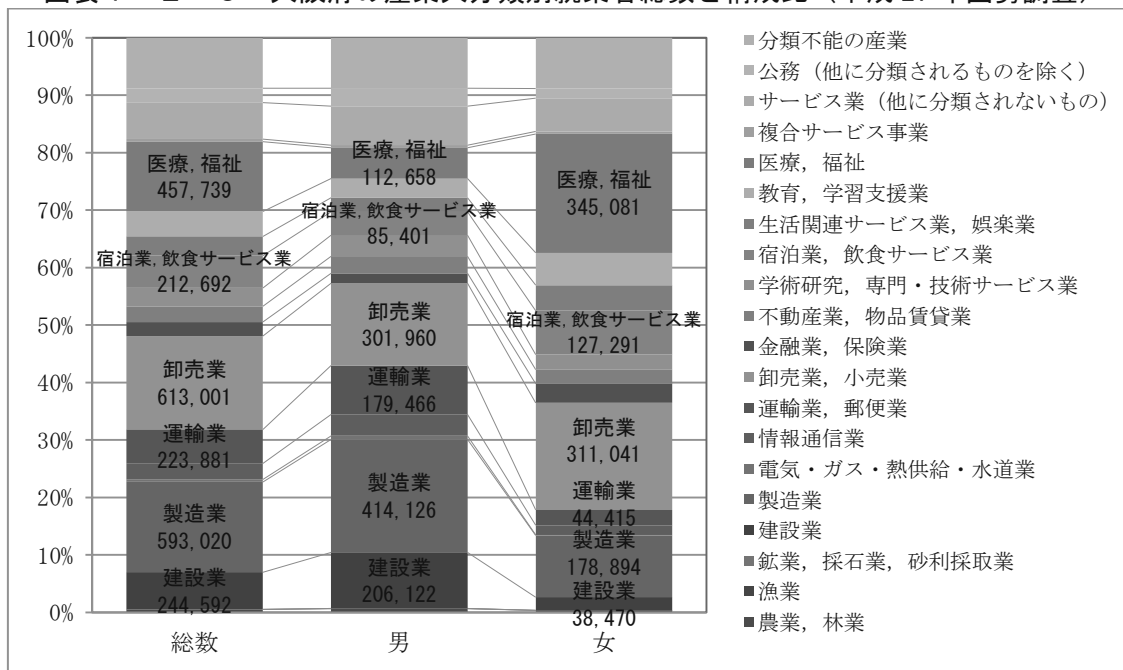 100%
90%
80%
70%
60%
50%
40%
30%
20%
10%
0%
医療, 福祉
457, 739
宿泊業, 飲食サービス業
212, 692
卸売業
613, 001
運輸業
223, 881
製造業
593, 020
建設業
244, 592
総数
医療, 福祉
112, 658
宿泊業, 飲食サービス業
85, 401
卸売業
301, 960
運輸業
179, 466
製造業
414, 126
建設業
206, 122
男
医療, 福祉
345, 081
宿泊業, 飲食サービス業
127, 291
卸売業
311, 041
運輸業
44, 415
製造業
178, 894
建設業
38, 470
女
分類不能の産業
公務（他に分類されるものを除く）
サービス業（他に分類されないもの）
複合サービス事業
医療，福祉
教育，学習支援業
生活関連サービス業，娯楽業
宿泊業，飲食サービス業
学術研究，専門・技術サービス業
不動産業，物品賃貸業
金融業，保険業
卸売業，小売業
運輸業，郵便業
情報通信業
電気・ガス・熱供給・水道業
製造業
建設業
鉱業，採石業，砂利採取業
漁業
農業，林業